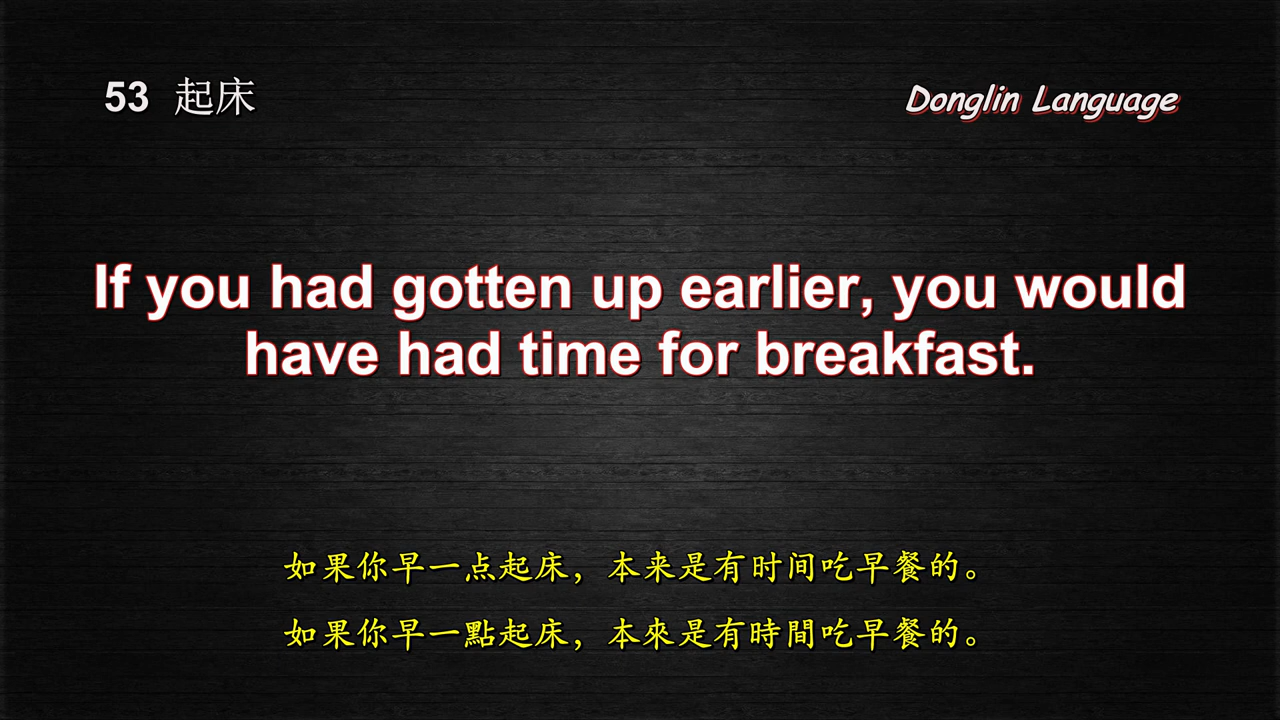 53 起床
Donglin Language
If you had gotten up earlier, you would
have had time for breakfast.
如果你早一点起床，本来是有时间吃早餐的。
如果你早一點起床，本來是有時間吃早餐的。